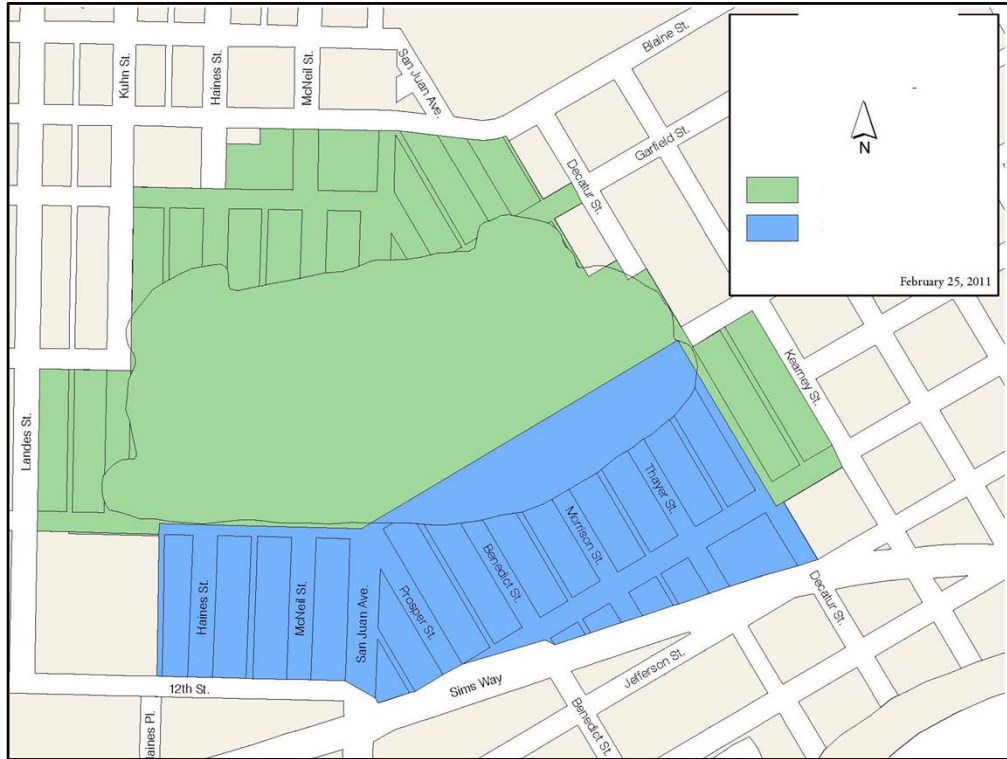 Kuhn St.
Haines St.
McNeil St.
San Juan Ave.
Blaine St.
Garfield St.
Decatur St.
N
February 25, 2011
Kearney St.
Landes St.
Thayer St.
Morrison St.
Benedict St.
Prosper St.
San Juan Ave.
McNeil St.
Haines St.
Decatur St.
Jefferson St.
Sims Way
12th St.
Benedict St.
Haines Pl.